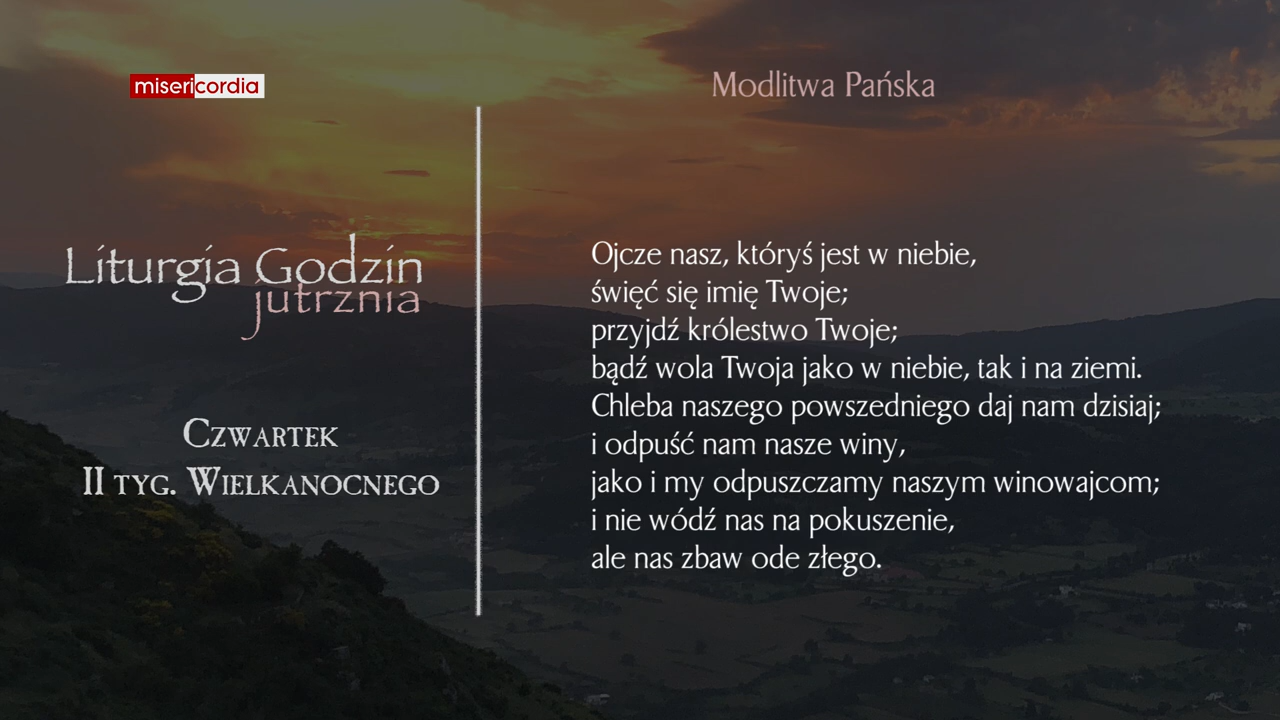 misericordia
Liturgia Godzin
jutrznia
Czwartek
II tyg. Wielkanocnego
Modlitwa Pańska
Ojcze nasz, któryś jest w niebie,
święć się imię Twoje;
przyjdź królestwo Twoje;
bądź wola Twoja jako w niebie, tak i na ziemi.
Chleba naszego powszedniego daj nam dzisiaj;
i odpuść nam nasze winy,
jako i my odpuszczamy naszym winowajcom;
i nie wódź nas na pokuszenie,
ale nas zbaw ode złego.